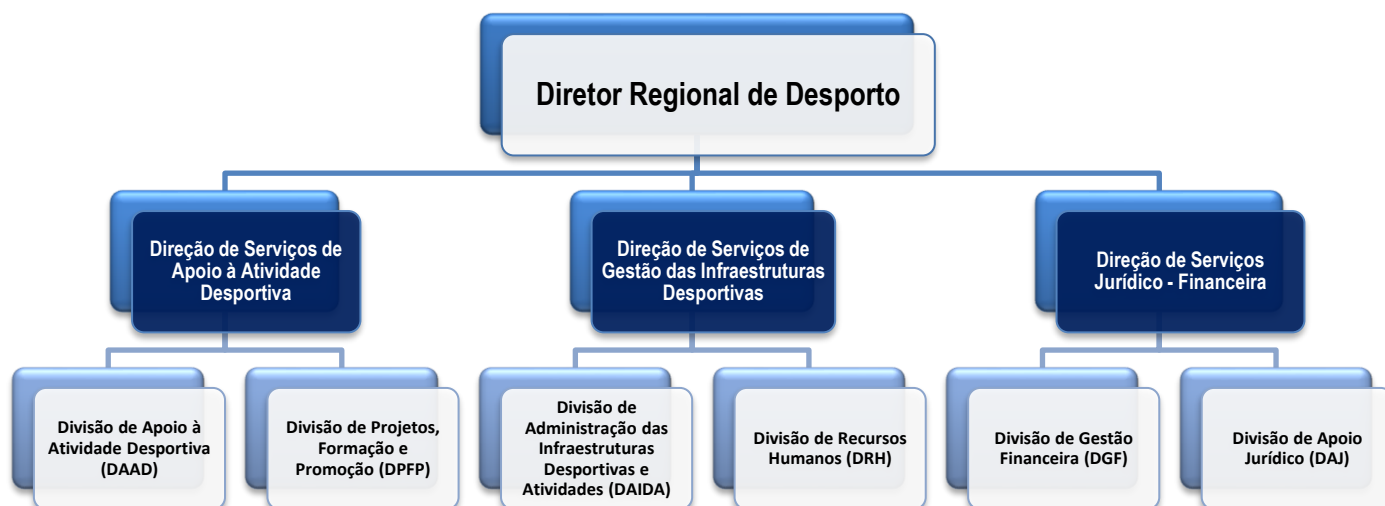 Diretor Regional de Desporto
Direção de Serviços de
Apoio à Atividade
Desportiva
Direção de Serviços de
Gestão das Infraestruturas
Desportivas
Direção de Serviços
Jurídico - Financeira
Divisão de Apoio à
Atividade Desportiva
(DAAD)
Divisão de Projetos,
Formação e
Promoção (DPFP)
Divisão de
Administração das
Infraestruturas
Desportivas e
Atividades (DAIDA)
Divisão de Recursos
Humanos (DRH)
Divisão de Gestão
Financeira (DGF)
Divisão de Apoio
Jurídico (DAJ)